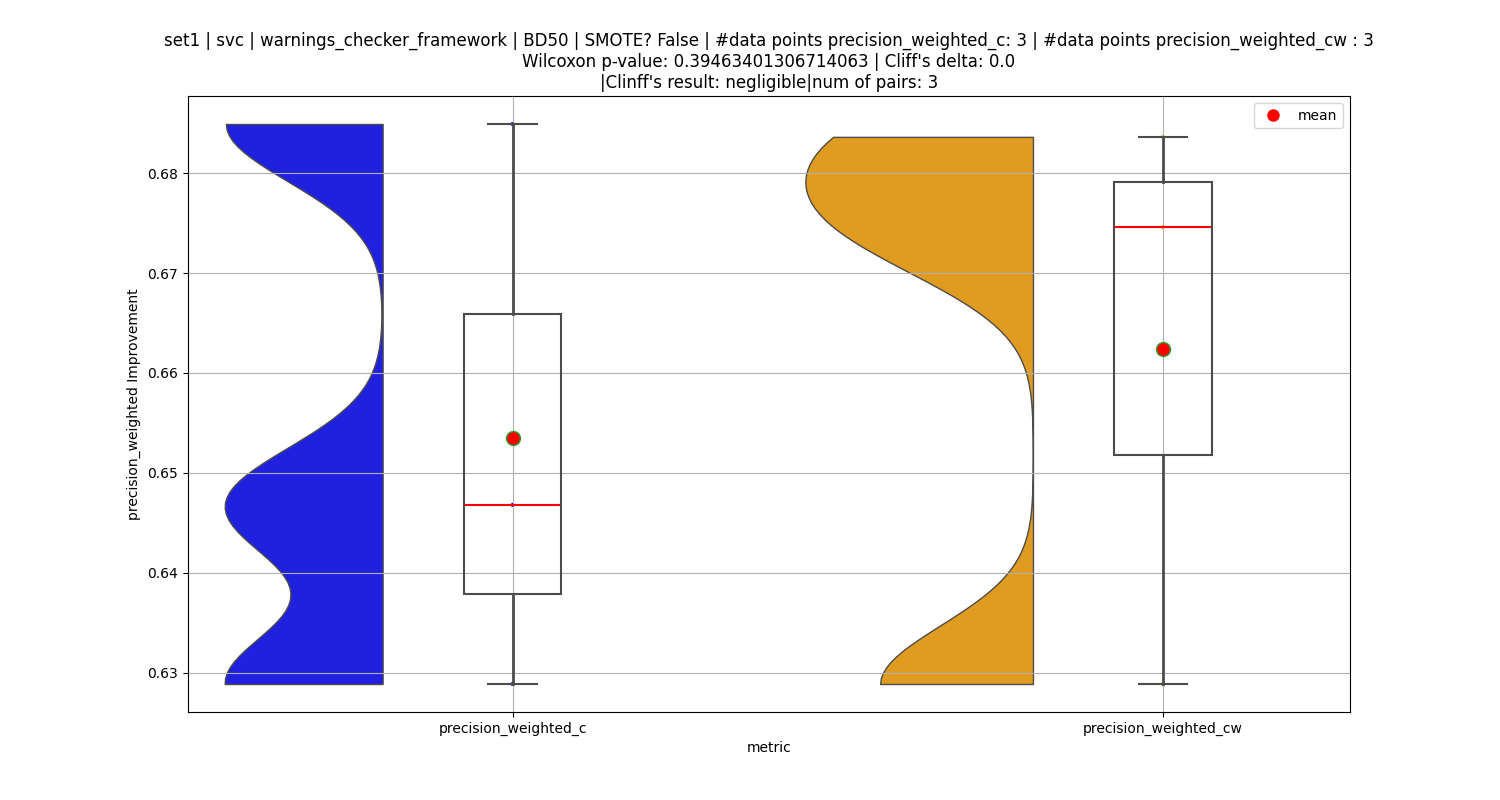 set1 | svc | warnings_checker_framework | BD50 | SMOTE? False | #data points precision_weighted_c: 3 | #data points precision_weighted_cw : 3
Wilcoxon p-value: 0.39463401306714063 | Cliff's delta: 0.0
|Clinff's result: negligible|num of pairs: 3
mean
precision_weighted Improvement
0.68
0.67
0.66
0.65
0.64
0.63
precision_weighted_c
precision_weighted_cw
metric